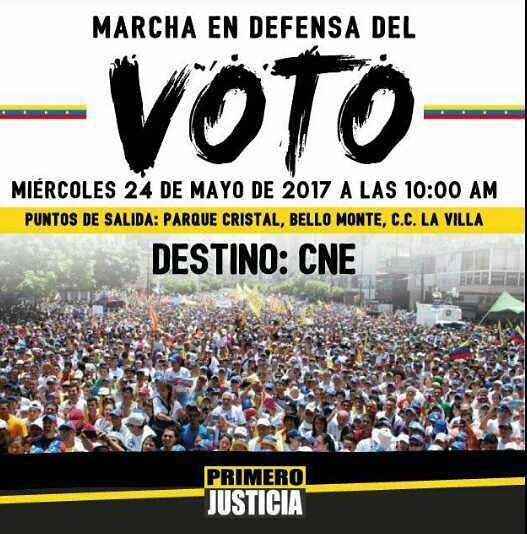 MARCHA EN DEFENSA DEL
VOTO
MIÉRCOLES 24 DE MAYO DE 2017 A LAS 10:00 AM
PUNTOS DE SALIDA: PARQUE CRISTAL, BELLO MONTE, C.C. LA VILLA
DESTINO: CNE
PRIMERO
JUSTICIA